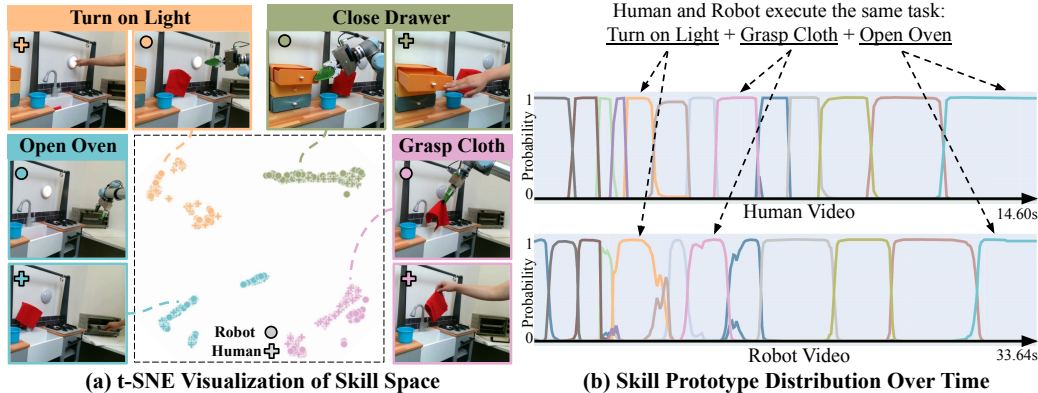 Turn on Light
Close Drawer
Open Oven
Grasp Cloth
Robot
Human
(a) t-SNE Visualization of Skill Space
Human and Robot execute the same task:
Turn on Light + Grasp Cloth + Open Oven
1
Probability
0
Human Video
14.60s
1
Probability
0
Robot Video
33.64s
(b) Skill Prototype Distribution Over Time